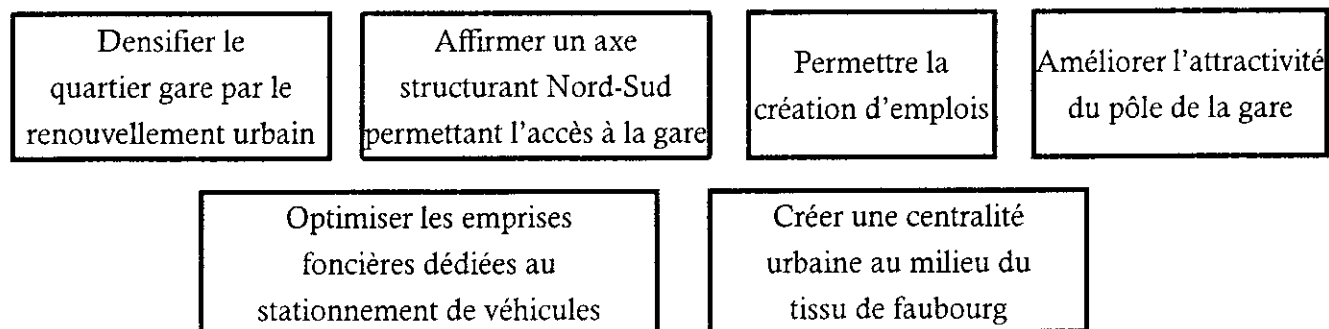 Densifier le
quartier gare par le
renouvellement urbain
Affirmer un axe
structurant Nord-Sud
permettant l'accès à la gare
Permettre la
création d'emplois
Améliorer l'attractivité
du pôle de la gare
Optimiser les emprises
foncières dédiées au
stationnement de véhicules
Créer une centralité
urbaine au milieu du
tissu de faubourg